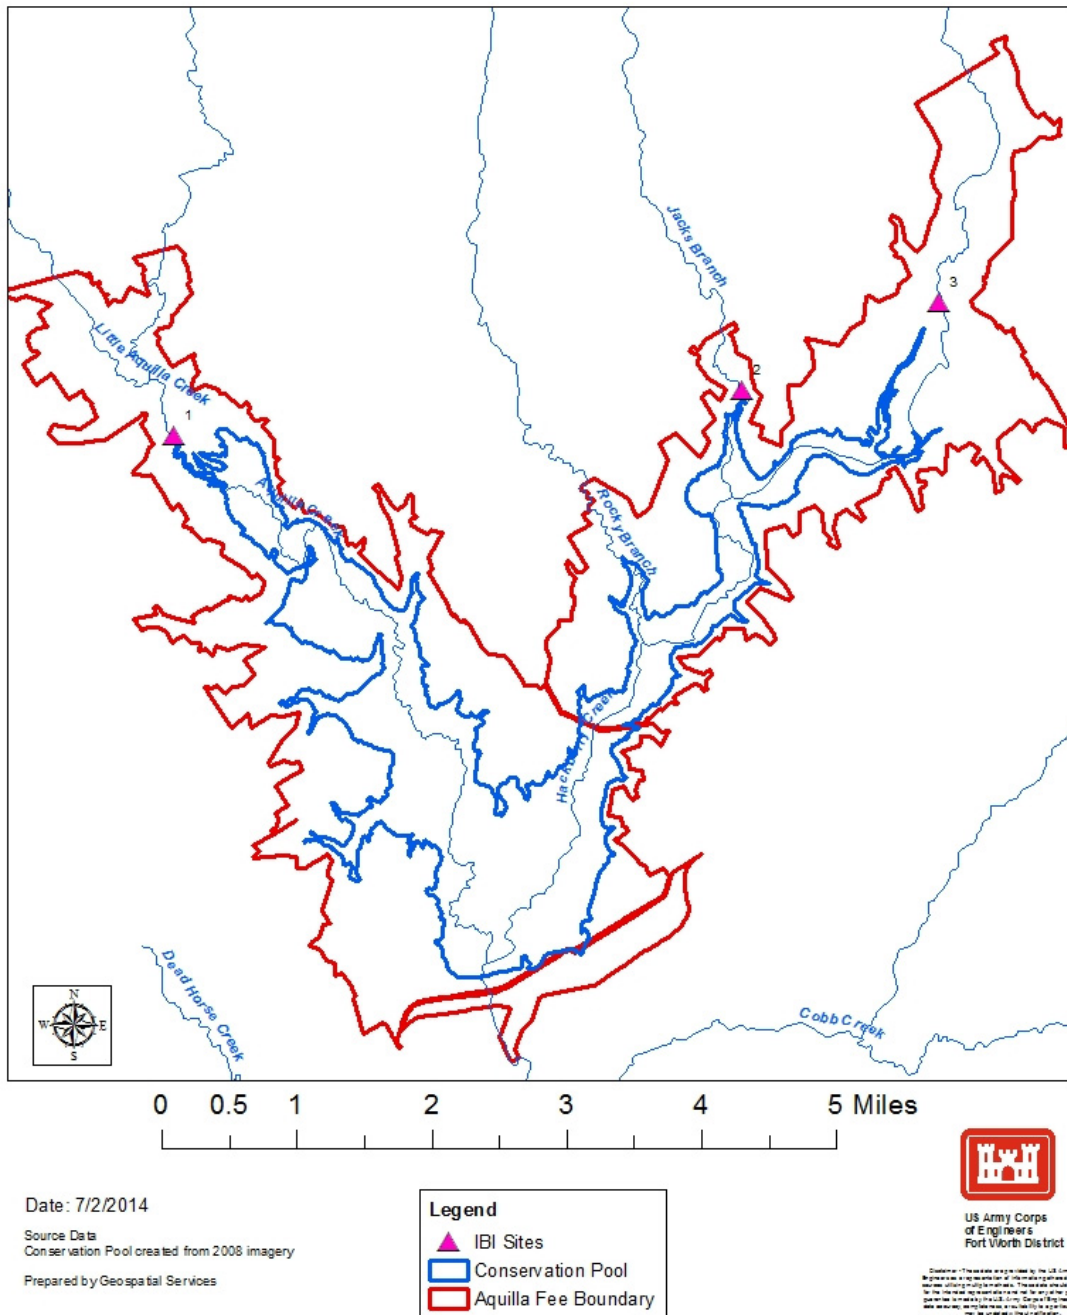 3
Jacks Branch
2
Little Aquilla Creek
1
Aquilla Creek
Rocky Branch
Hackberry Creek
Dead Horse Creek
Cobb Creek
N
W E
S
0 0.5 1 2 3 4 5 Miles
Date: 7/2/2014
Source Data
Conservation Pool created from 2008 imagery
Prepared by Geospatial Services
Legend
IBI Sites
Conservation Pool
Aquilla Fee Boundary
US Army Corps
of Engineers
Fort Worth District